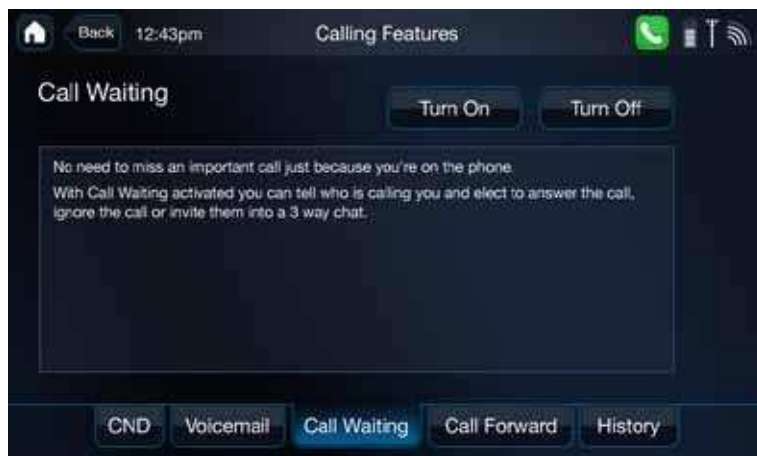 Back 12:43pm Calling Features
Call Waiting
Turn On Turn Off
No need to miss an important call just because you're on the phone.
With Call Waiting activated you can tell who is calling you and elect to answer the call,
ignore the call or invite them into a 3 way chat.
CND Voicemail Call Waiting Call Forward History